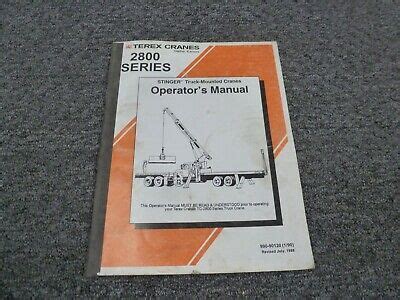 TEREX CRANES
2800
SERIES
STINGER™ Truck-Mounted Cranes
Operator's Manual
This Operator's Manual MUST BE READ & UNDERSTOOD prior to operating
your Terex Cranes TC-2800 Series Truck Crane.
Revised July, 1998